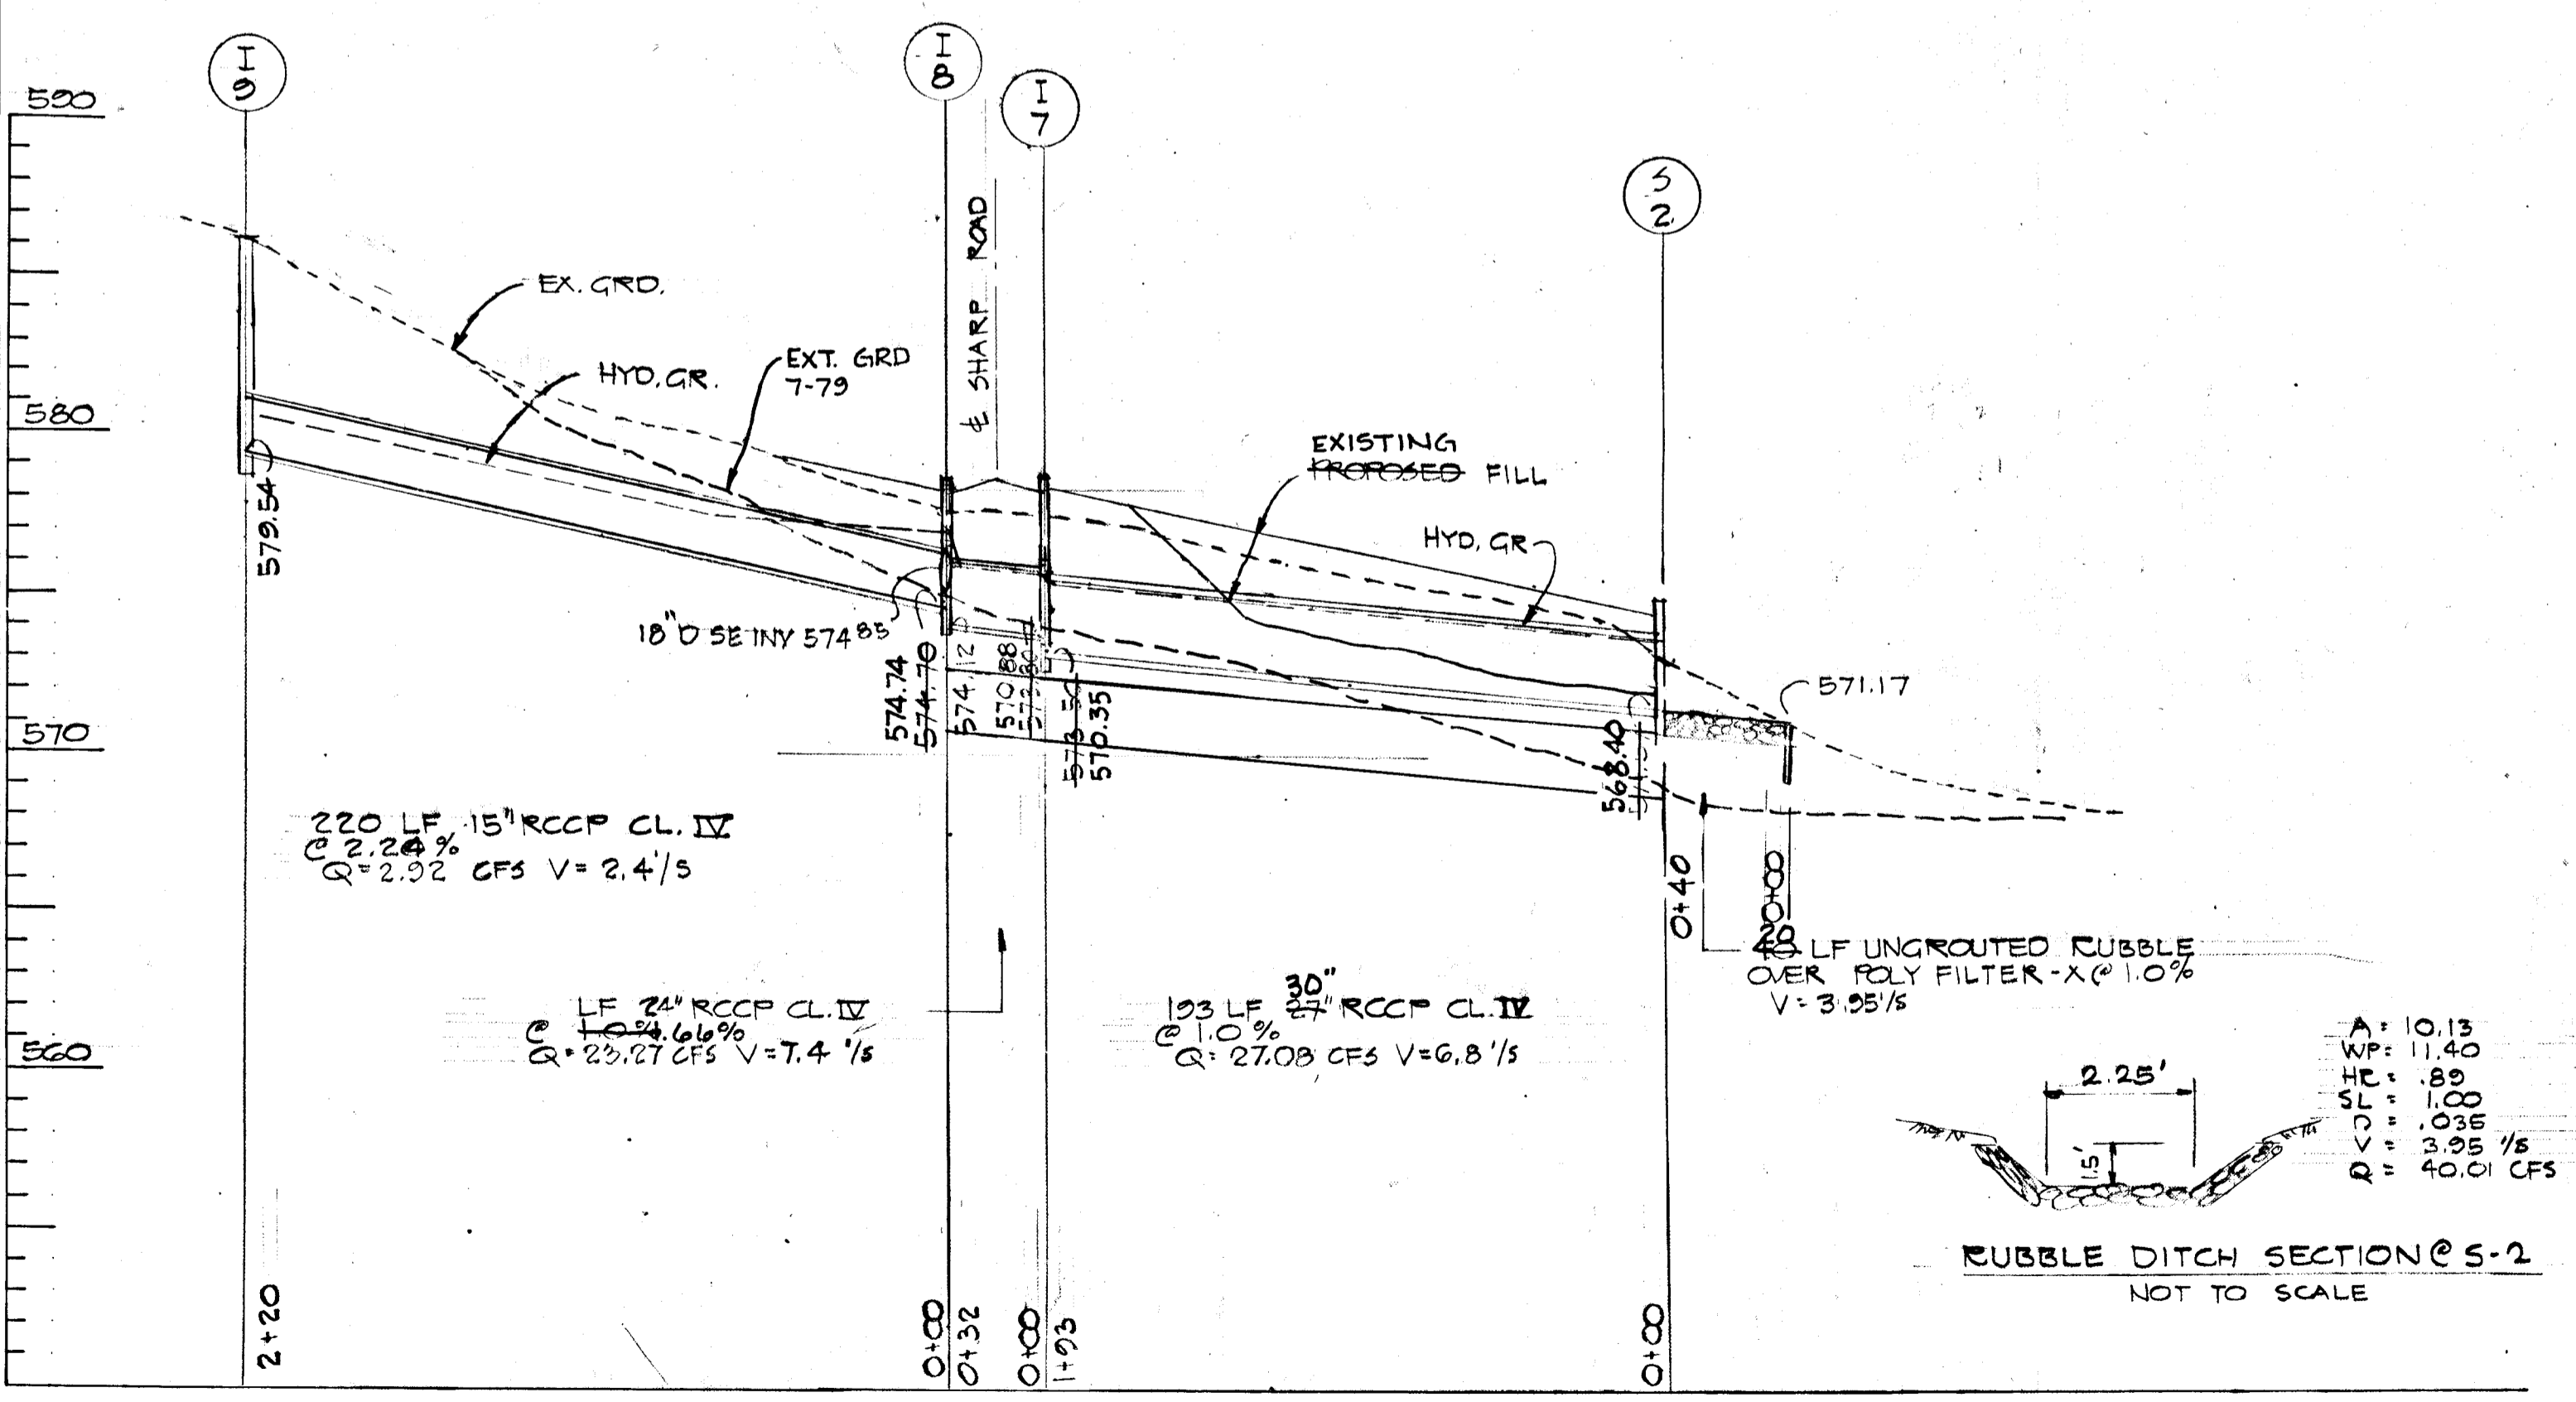 I
9
I
8
I
7
S
2
590
580
570
560
EX. GRD.
HYD. GR.
EXT. GRD
7-79
℄ SHARP ROAD
EXISTING
PROPOSED FILL
HYD. GR
579.54
18"D SE INV 574.85
574.74
574.70
574.12
570.88
570.35
568.40
571.17
220 LF 15" RCCP CL. IV
@ 2.20%
Q=2.92 CFS V= 2.4'/S
LF 24" RCCP CL. IV
@ 1.0% .66%
Q= 23.27 CFS V=7.4 '/S
30"
193 LF 27" RCCP CL. IV
@ 1.0%
Q= 27.08 CFS V=6.8'/S
0+40
0+00
20
LF UNGROUTED RUBBLE
OVER POLY FILTER-X @ 1.0%
V= 3.95'/S
A= 10.13
WP= 11.40
HR= .89
SL= 1.00
n= .035
V= 3.95 '/S
Q= 40.01 CFS
2.25'
1.5'
RUBBLE DITCH SECTION @ S-2
NOT TO SCALE
2+20
0+00
0+32
0+00
1+93
0+00